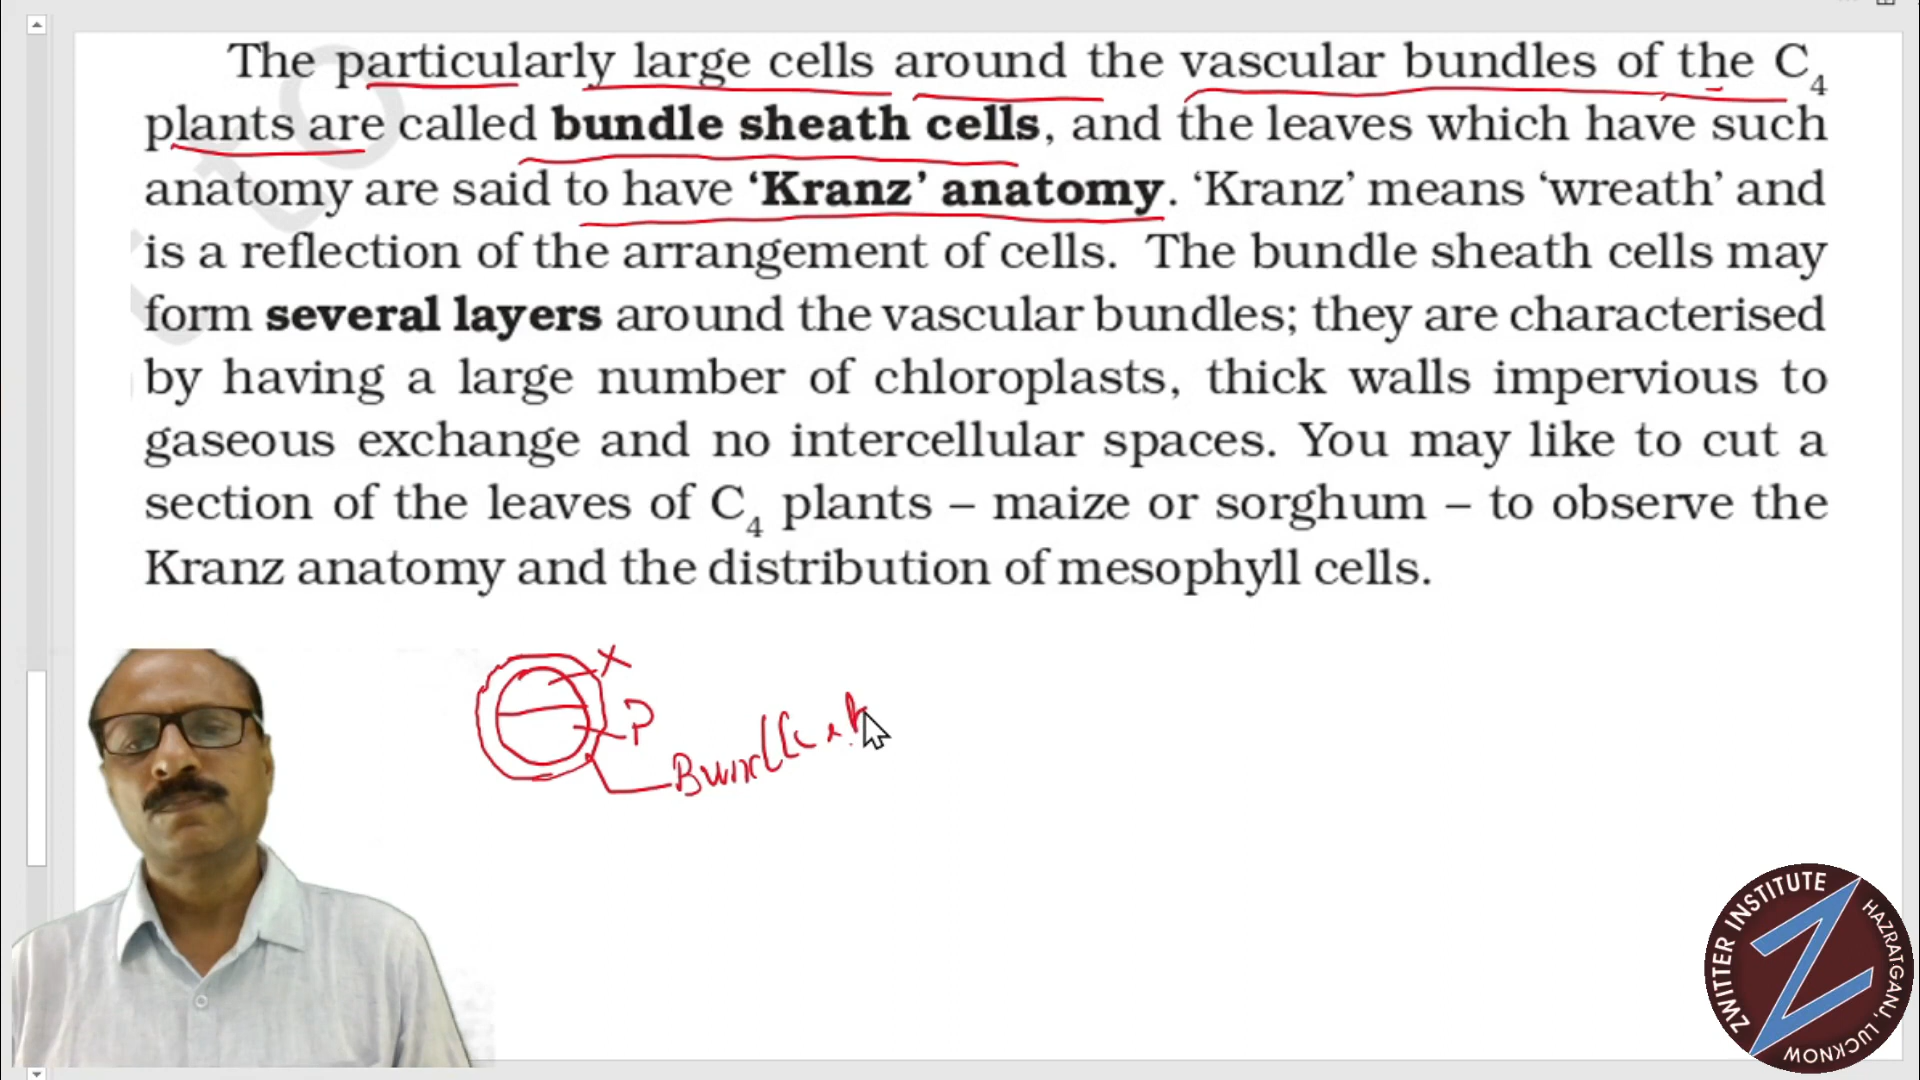 The particularly large cells around the vascular bundles of the C4
plants are called bundle sheath cells, and the leaves which have such
anatomy are said to have ‘Kranz’ anatomy. ‘Kranz’ means ‘wreath’ and
is a reflection of the arrangement of cells. The bundle sheath cells may
form several layers around the vascular bundles; they are characterised
by having a large number of chloroplasts, thick walls impervious to
gaseous exchange and no intercellular spaces. You may like to cut a
section of the leaves of C4 plants – maize or sorghum – to observe the
Kranz anatomy and the distribution of mesophyll cells.
X
P
ZWITTER INSTITUTE
HAZRATGANJ, LUCKNOW
Z